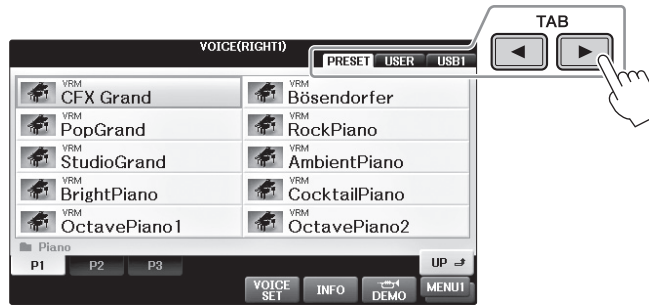 TAB
VOICE(RIGHT1)
PRESET USER USB1
VRM CFX Grand
VRM Bösendorfer
VRM PopGrand
VRM RockPiano
VRM StudioGrand
VRM AmbientPiano
VRM BrightPiano
VRM CocktailPiano
VRM OctavePiano1
VRM OctavePiano2
Piano
P1 P2 P3 UP
VOICE SET INFO DEMO MENU1